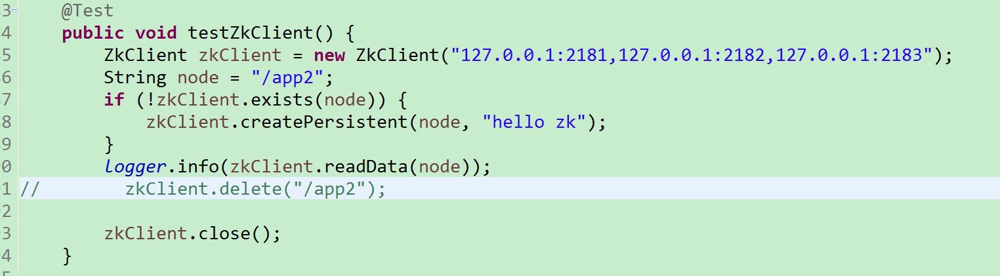 3 @Test
4 public void testZkClient() {
5 ZkClient zkClient = new ZkClient("127.0.0.1:2181,127.0.0.1:2182,127.0.0.1:2183");
6 String node = "/app2";
7 if (!zkClient.exists(node)) {
8 zkClient.createPersistent(node, "hello zk");
9 }
0 logger.info(zkClient.readData(node));
1 // zkClient.delete("/app2");
2
3 zkClient.close();
4 }